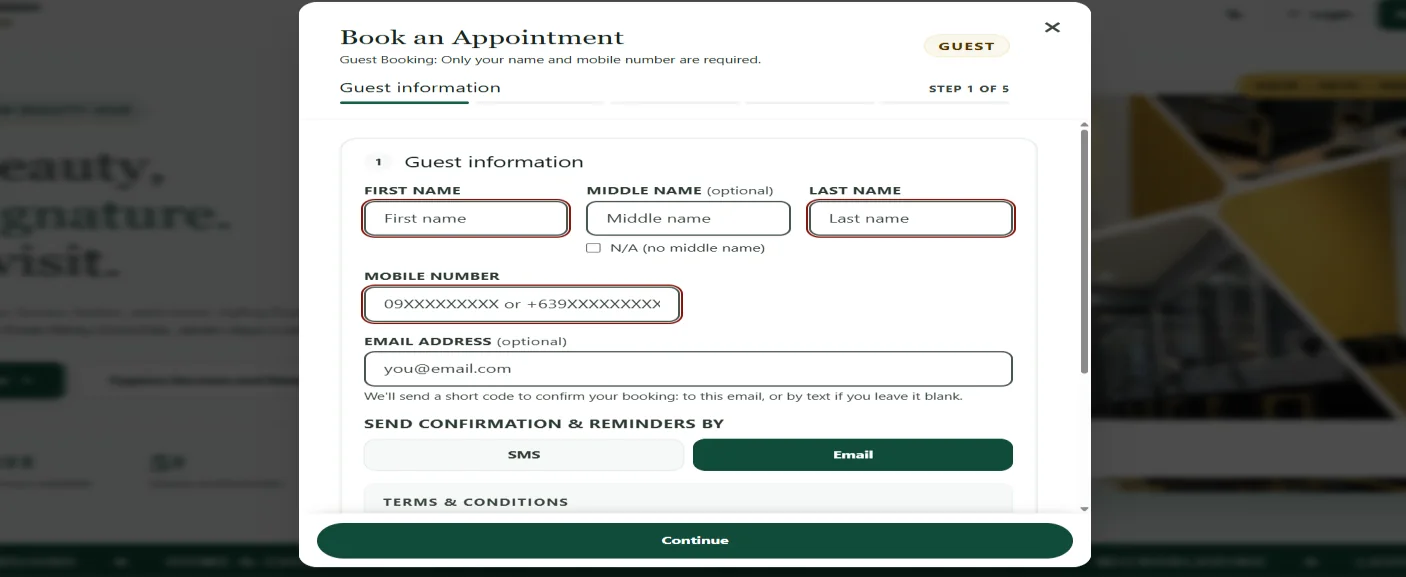 Book an Appointment
GUEST
Guest Booking: Only your name and mobile number are required.
Guest information
STEP 1 OF 5
1 Guest information
FIRST NAME MIDDLE NAME (optional) LAST NAME
First name Middle name Last name
N/A (no middle name)
MOBILE NUMBER
09XXXXXXXXX or +639XXXXXXXXX
EMAIL ADDRESS (optional)
you@email.com
We'll send a short code to confirm your booking: to this email, or by text if you leave it blank.
SEND CONFIRMATION & REMINDERS BY
SMS Email
TERMS & CONDITIONS
Continue
eauty,
gnature.
visit.